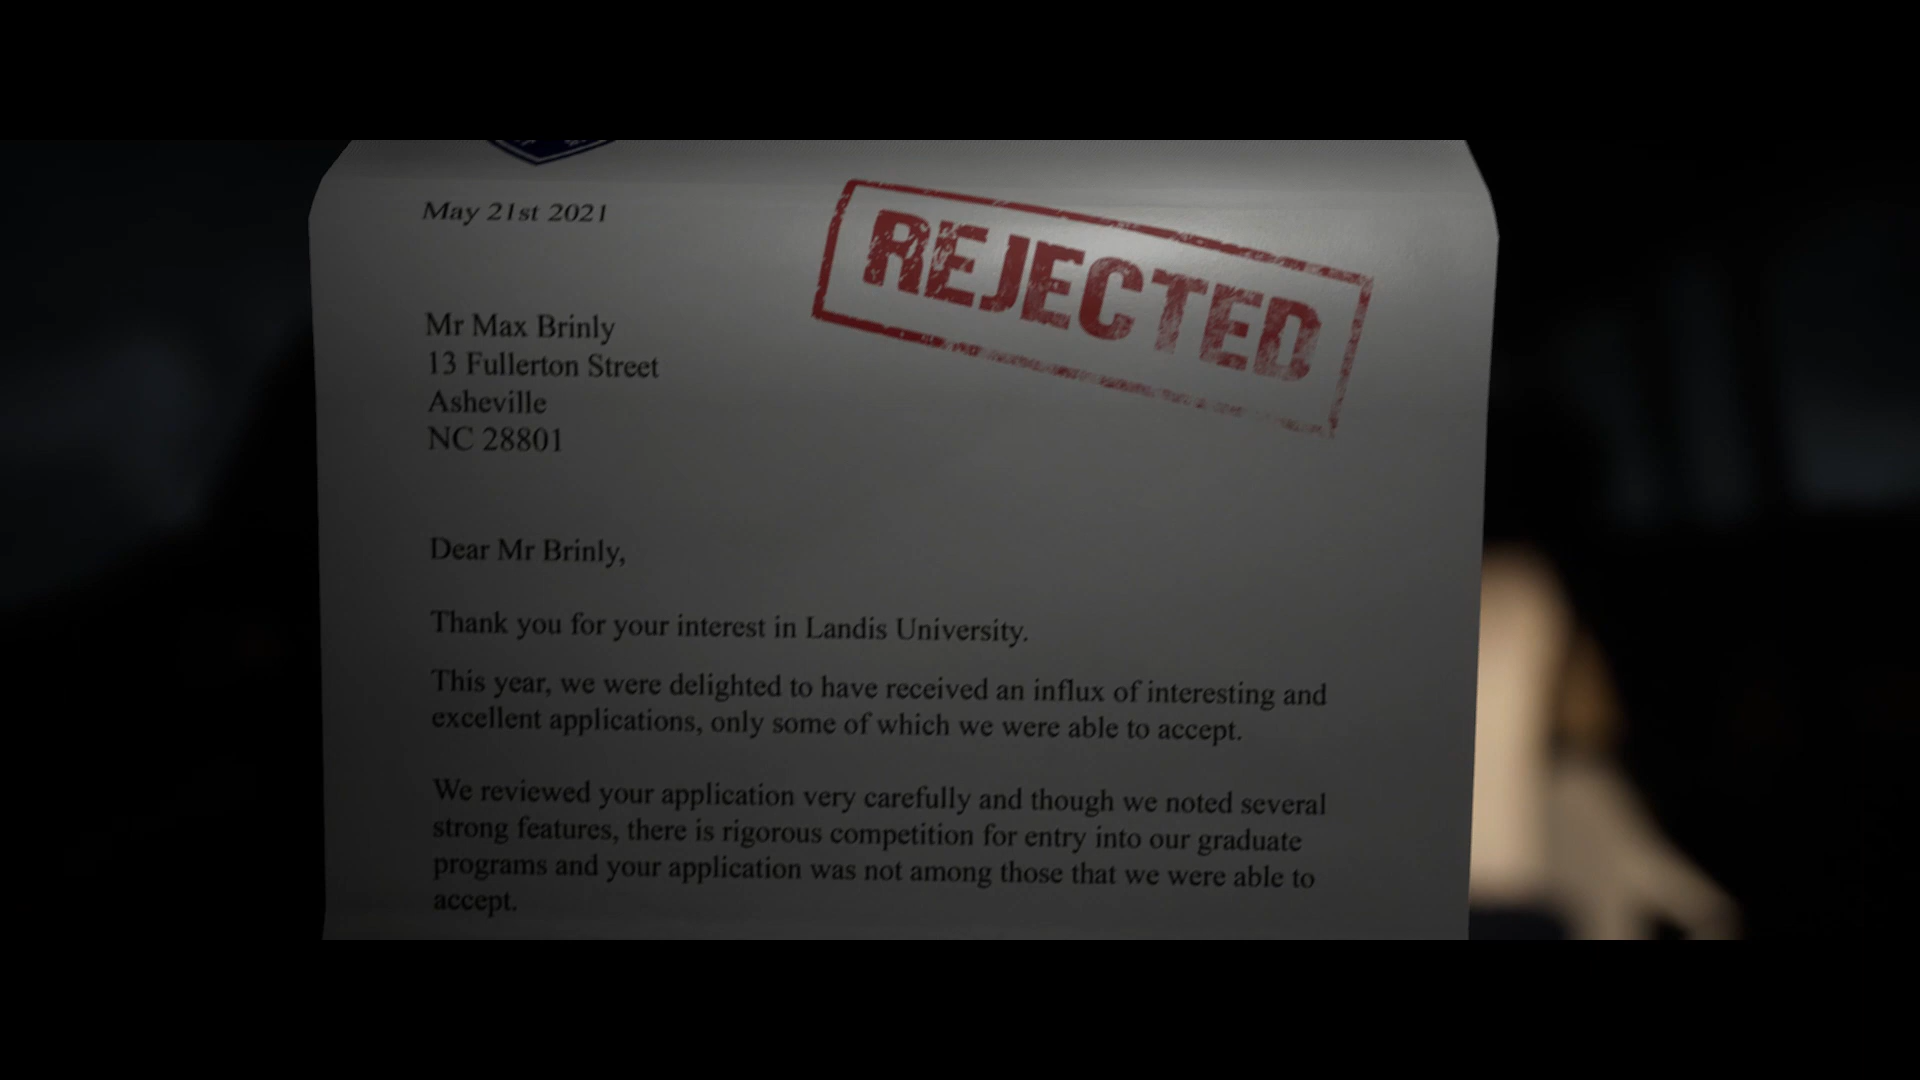 May 21st 2021
REJECTED
Mr Max Brinly
13 Fullerton Street
Asheville
NC 28801
Dear Mr Brinly,
Thank you for your interest in Landis University.
This year, we were delighted to have received an influx of interesting and
excellent applications, only some of which we were able to accept.
We reviewed your application very carefully and though we noted several
strong features, there is rigorous competition for entry into our graduate
programs and your application was not among those that we were able to
accept.